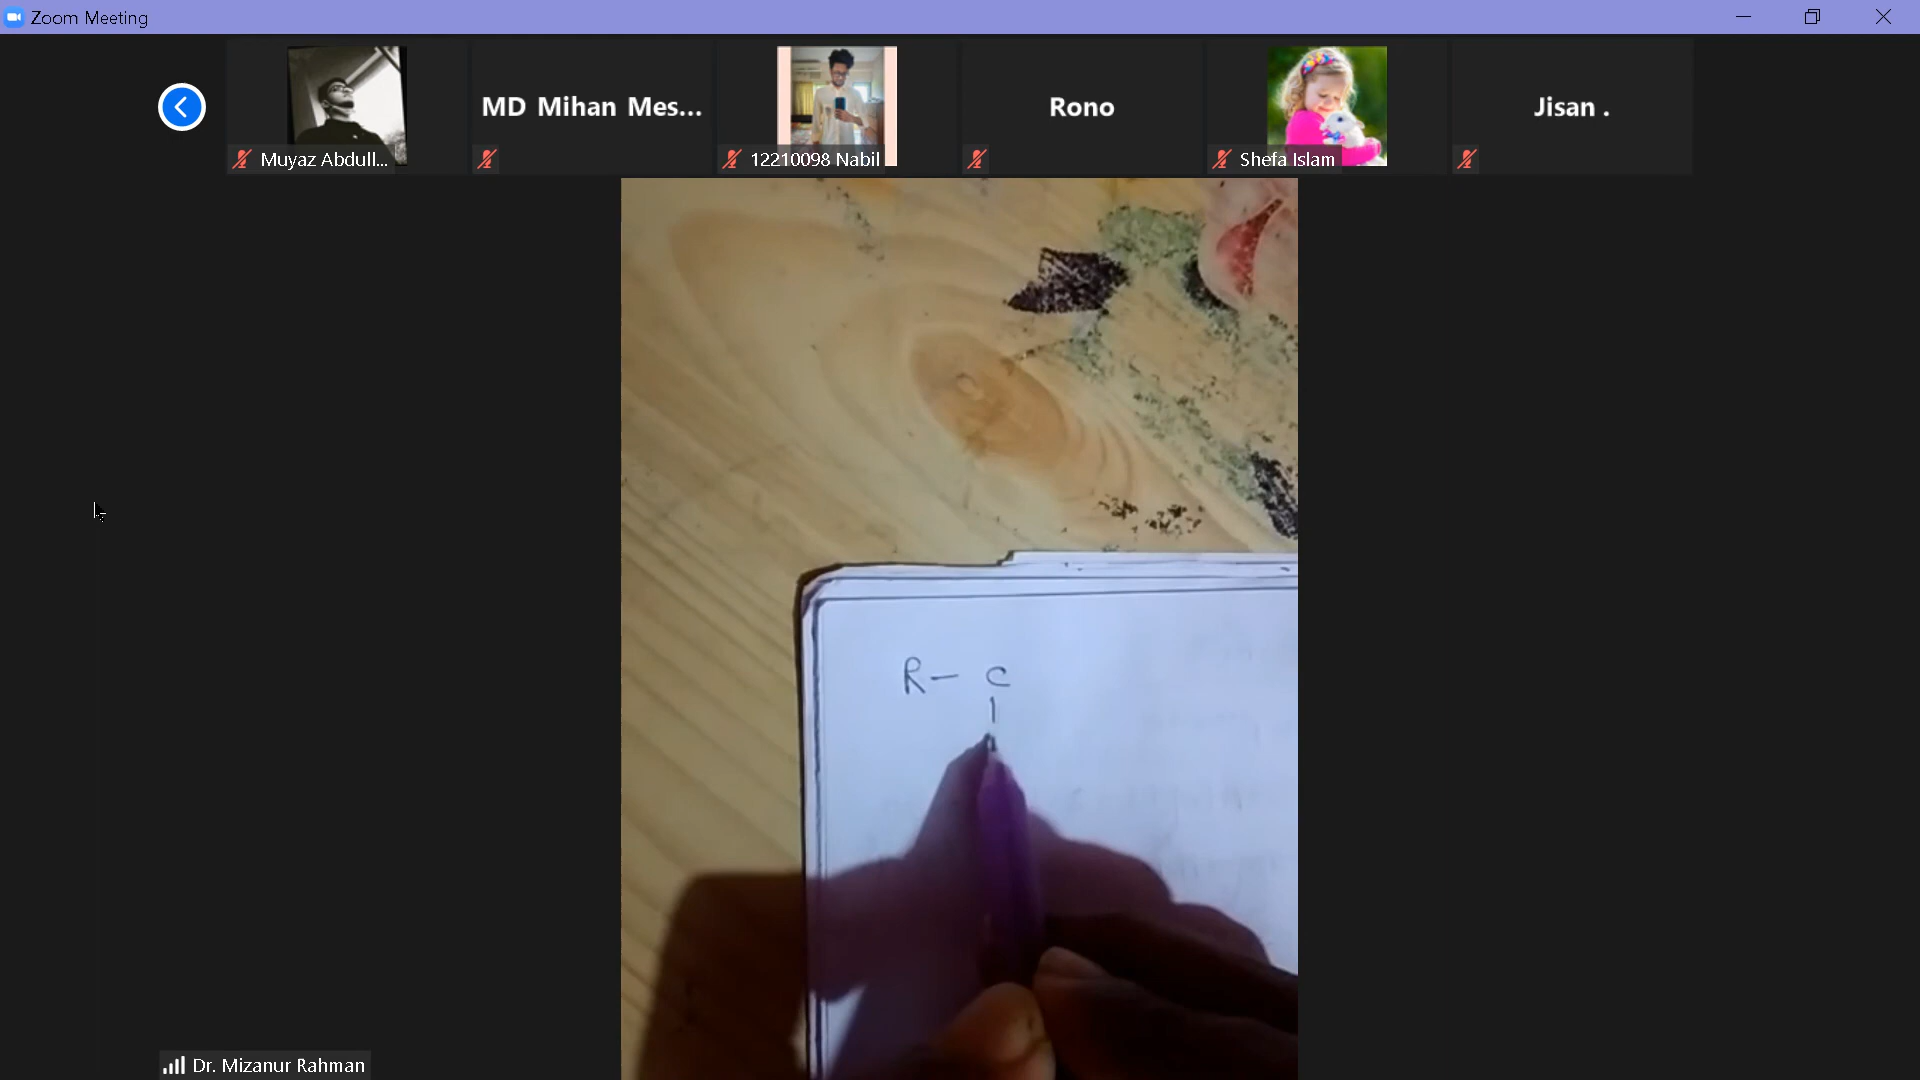 Zoom Meeting
Muyaz Abdull...
MD Mihan Mes...
12210098 Nabil
Rono
Shefa Islam
Jisan .
R - C
|
Dr. Mizanur Rahman